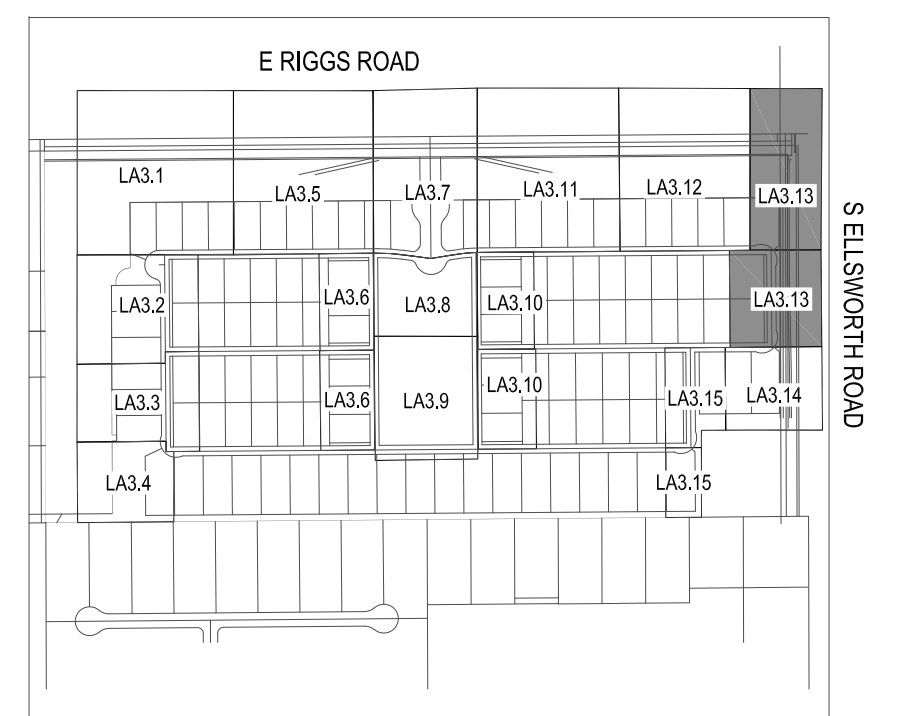 E RIGGS ROAD
LA3.1
LA3.5
LA3.7
LA3.11
LA3.12
LA3.13
S ELLSWORTH ROAD
LA3.2
LA3.6
LA3.8
LA3.10
LA3.13
LA3.3
LA3.6
LA3.9
LA3.10
LA3.15
LA3.14
LA3.4
LA3.15